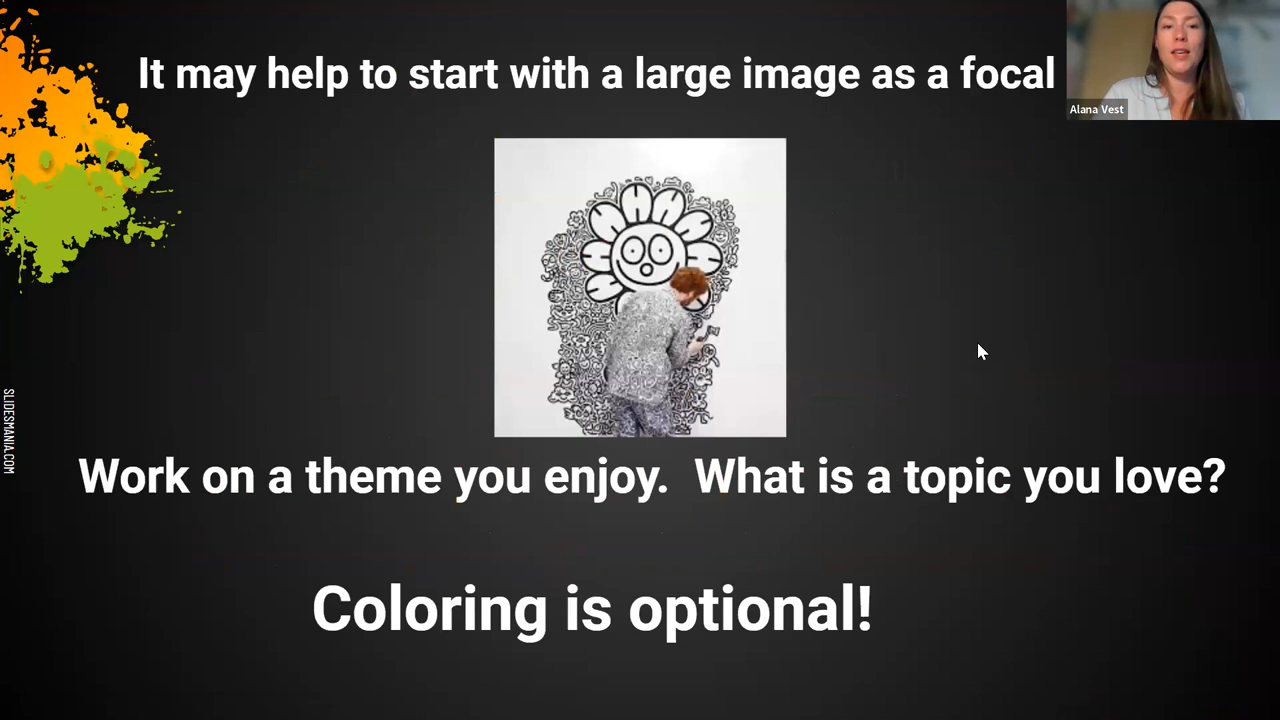 It may help to start with a large image as a focal
Alana Vest
SLIDESMANIA.COM
Work on a theme you enjoy.  What is a topic you love?
Coloring is optional!